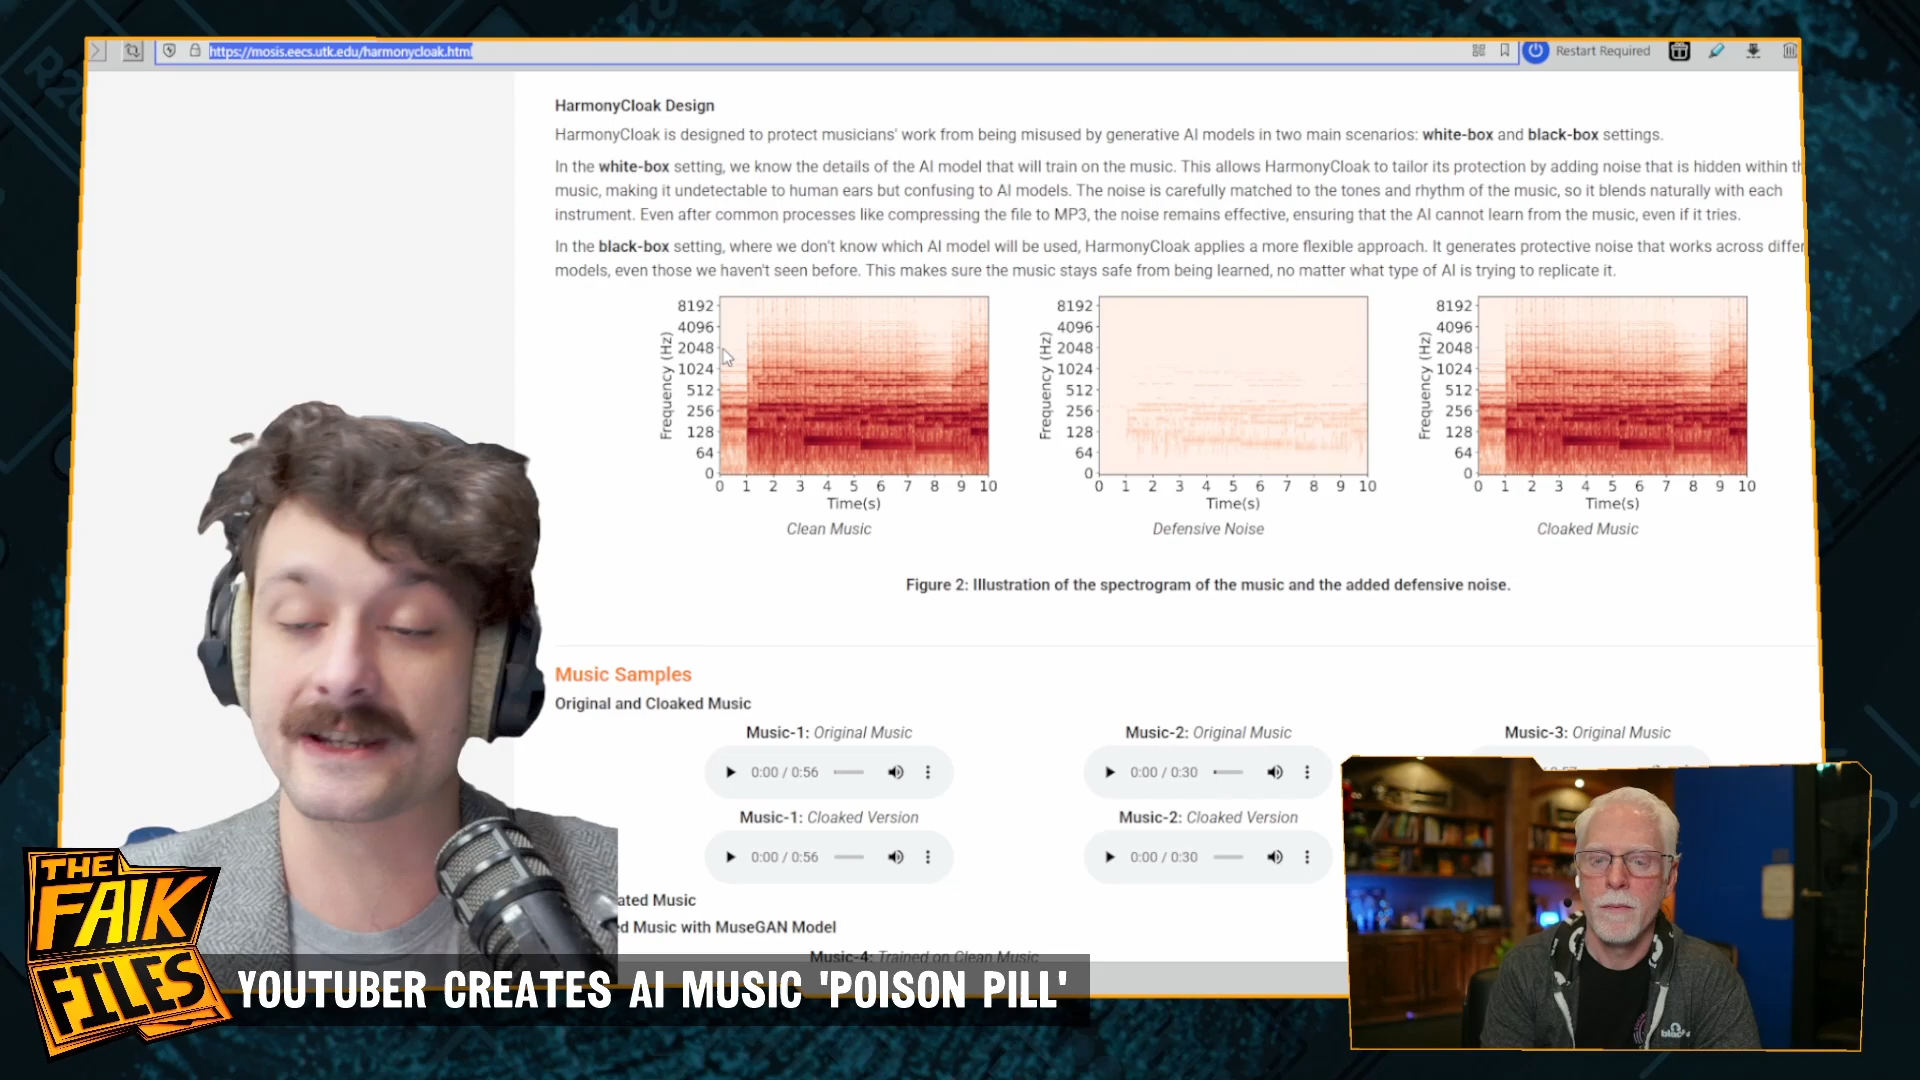 https://mosis.eecs.utk.edu/harmonycloak.html
Restart Required
HarmonyCloak Design
HarmonyCloak is designed to protect musicians' work from being misused by generative AI models in two main scenarios: white-box and black-box settings.
In the white-box setting, we know the details of the AI model that will train on the music. This allows HarmonyCloak to tailor its protection by adding noise that is hidden within th
music, making it undetectable to human ears but confusing to AI models. The noise is carefully matched to the tones and rhythm of the music, so it blends naturally with each
instrument. Even after common processes like compressing the file to MP3, the noise remains effective, ensuring that the AI cannot learn from the music, even if it tries.
In the black-box setting, where we don't know which AI model will be used, HarmonyCloak applies a more flexible approach. It generates protective noise that works across differ
models, even those we haven't seen before. This makes sure the music stays safe from being learned, no matter what type of AI is trying to replicate it.
Frequency (Hz)
8192
4096
2048
1024
512
256
128
64
0
0 1 2 3 4 5 6 7 8 9 10
Time(s)
Clean Music
Frequency (Hz)
8192
4096
2048
1024
512
256
128
64
0
0 1 2 3 4 5 6 7 8 9 10
Time(s)
Defensive Noise
Frequency (Hz)
8192
4096
2048
1024
512
256
128
64
0
0 1 2 3 4 5 6 7 8 9 10
Time(s)
Cloaked Music
Figure 2: Illustration of the spectrogram of the music and the added defensive noise.
Music Samples
Original and Cloaked Music
Music-1: Original Music
Music-2: Original Music
Music-3: Original Music
0:00 / 0:56
0:00 / 0:30
Music-1: Cloaked Version
Music-2: Cloaked Version
0:00 / 0:56
0:00 / 0:30
ated Music
ed Music with MuseGAN Model
Music-4: Trained on Clean Music
THE
FAIK
FILES
YOUTUBER CREATES AI MUSIC 'POISON PILL'